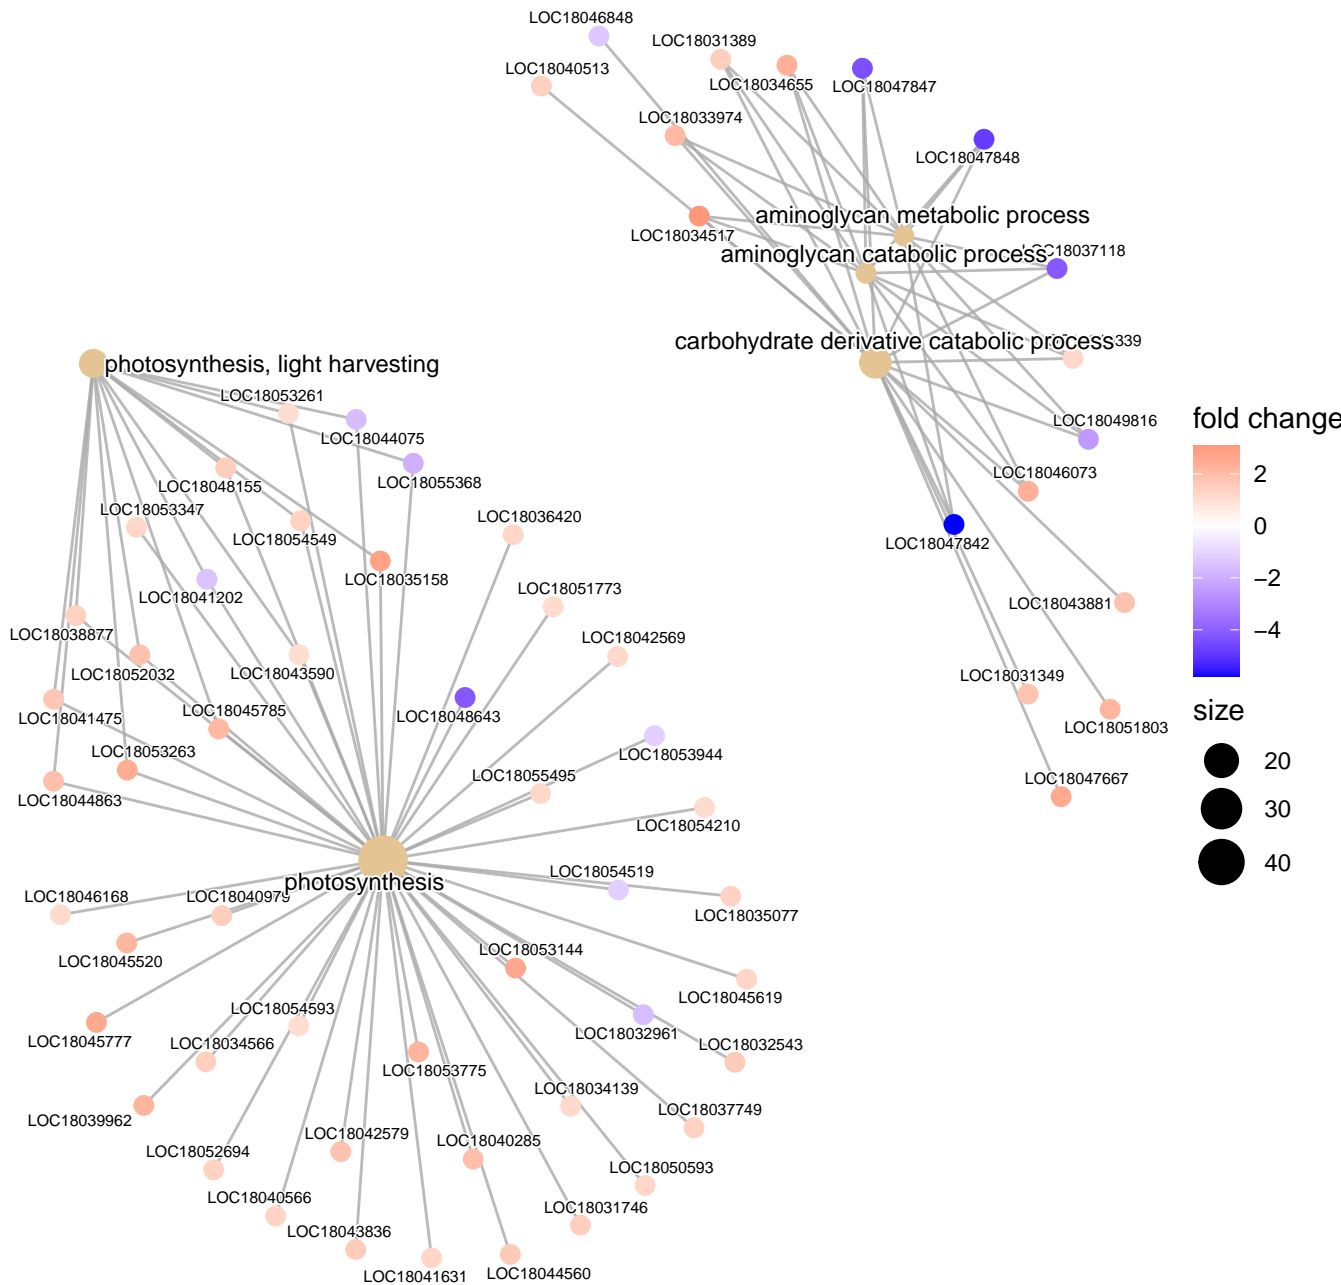 LOC18046848
LOC18031389
LOC18040513
LOC18034655
LOC18047847
LOC18033974
LOC18047848
aminoglycan metabolic process
LOC18034517
aminoglycan catabolic process
18037118
carbohydrate derivative catabolic process
339
photosynthesis, light harvesting
LOC18053261
LOC18044075
LOC18049816
fold change
LOC18048155
LOC18055368
LOC18046073
2
LOC18053347
LOC18036420
0
LOC18054549
LOC18047842
LOC18035158
−2
LOC18051773
LOC18041202
LOC18043881
−4
LOC18038877
LOC18042569
LOC18052032
LOC18043590
LOC18031349
size
LOC18041475
LOC18045785
LOC18048643
LOC18051803
LOC18053263
LOC18053944
20
LOC18055495
LOC18047667
LOC18044863
30
LOC18054210
40
LOC18054519
photosynthesis
LOC18046168
LOC18040979
LOC18035077
LOC18045520
LOC18053144
LOC18045619
LOC18054593
LOC18045777
LOC18034566
LOC18032961
LOC18032543
LOC18053775
LOC18034139
LOC18039962
LOC18037749
LOC18042579
LOC18040285
LOC18052694
LOC18050593
LOC18040566
LOC18031746
LOC18043836
LOC18041631
LOC18044560